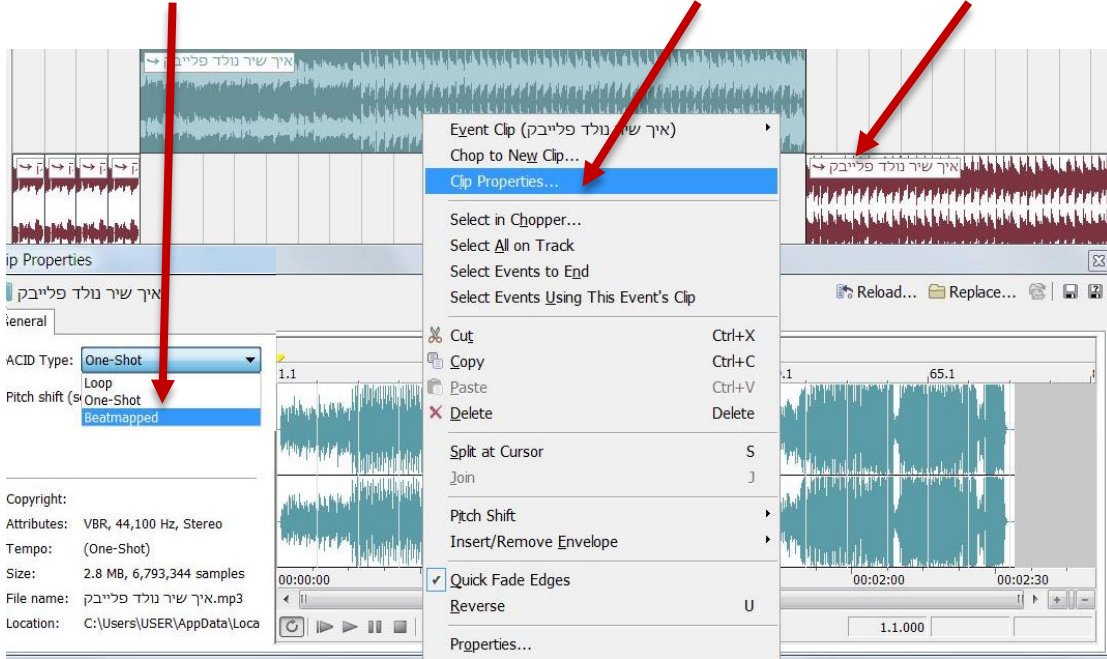 איך שיר נולד פלייבק
Event Clip (איך שיר נולד פלייבק)
Chop to New Clip...
Clip Properties...
איך שיר נולד פלייבק
Select in Chopper...
Select All on Track
Select Events to End
Select Events Using This Event's Clip
ip Properties
איך שיר נולד פלייבק
Reload... Replace...
General
Cut Ctrl+X
ACID Type: One-Shot
Copy Ctrl+C
1.1
.1 65.1
Loop
Paste Ctrl+V
Pitch shift (s
One-Shot
Beatmapped
Delete Delete
Split at Cursor S
Join J
Copyright:
Pitch Shift
Attributes: VBR, 44,100 Hz, Stereo
Insert/Remove Envelope
Tempo: (One-Shot)
Size: 2.8 MB, 6,793,344 samples
00:00:00
Quick Fade Edges
00:02:00 00:02:30
File name: איך שיר נולד פלייבק.mp3
Reverse U
Location: C:\Users\USER\AppData\Loca
1.1.000
Properties...